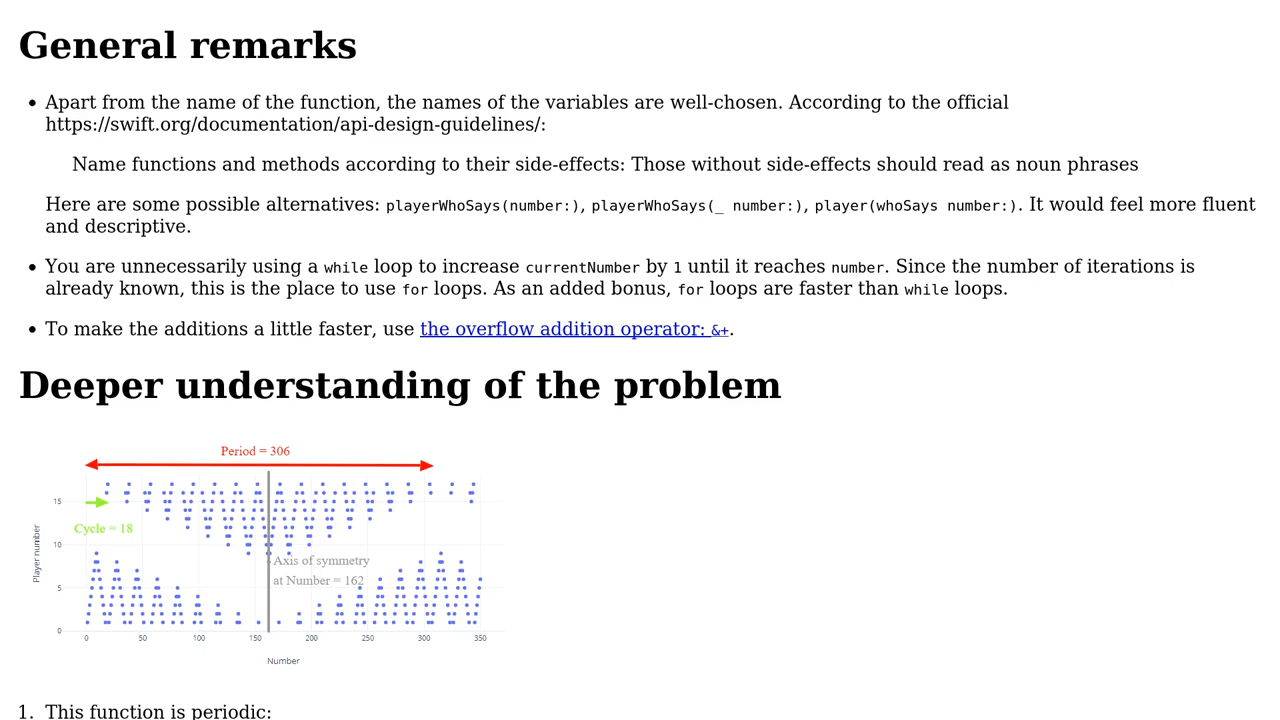 General remarks
• Apart from the name of the function, the names of the variables are well-chosen. According to the official
https://swift.org/documentation/api-design-guidelines/:
Name functions and methods according to their side-effects: Those without side-effects should read as noun phrases
Here are some possible alternatives: playerWhoSays(number:), playerWhoSays(_ number:), player(whoSays number:). It would feel more fluent
and descriptive.
• You are unnecessarily using a while loop to increase currentNumber by 1 until it reaches number. Since the number of iterations is
already known, this is the place to use for loops. As an added bonus, for loops are faster than while loops.
• To make the additions a little faster, use the overflow addition operator: &+.
Deeper understanding of the problem
Period = 306
15
Cycle = 18
10
Axis of symmetry
at Number = 162
5
0
Player number
0 50 100 150 200 250 300 350
Number
1. This function is periodic: